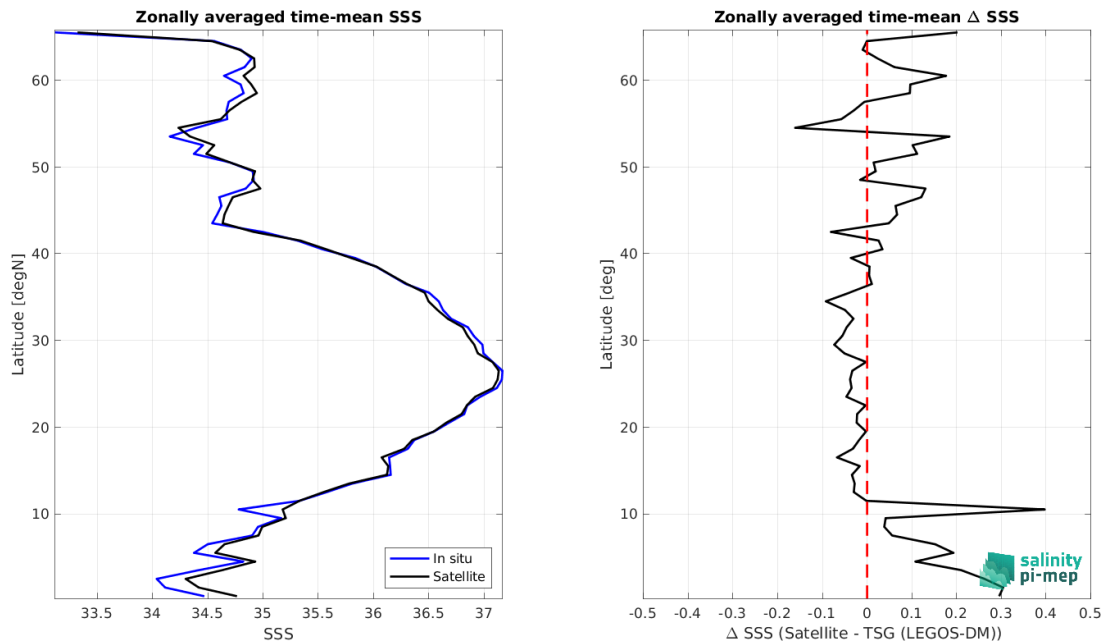 Zonally averaged time-mean SSS
Latitude [degN]
60
50
40
30
20
10
33.5 34 34.5 35 35.5 36 36.5 37
SSS
In situ
Satellite
Zonally averaged time-mean Δ SSS
Latitude [deg]
60
50
40
30
20
10
-0.5 -0.4 -0.3 -0.2 -0.1 0 0.1 0.2 0.3 0.4 0.5
Δ SSS (Satellite - TSG (LEGOS-DM))
salinity
pi-mep